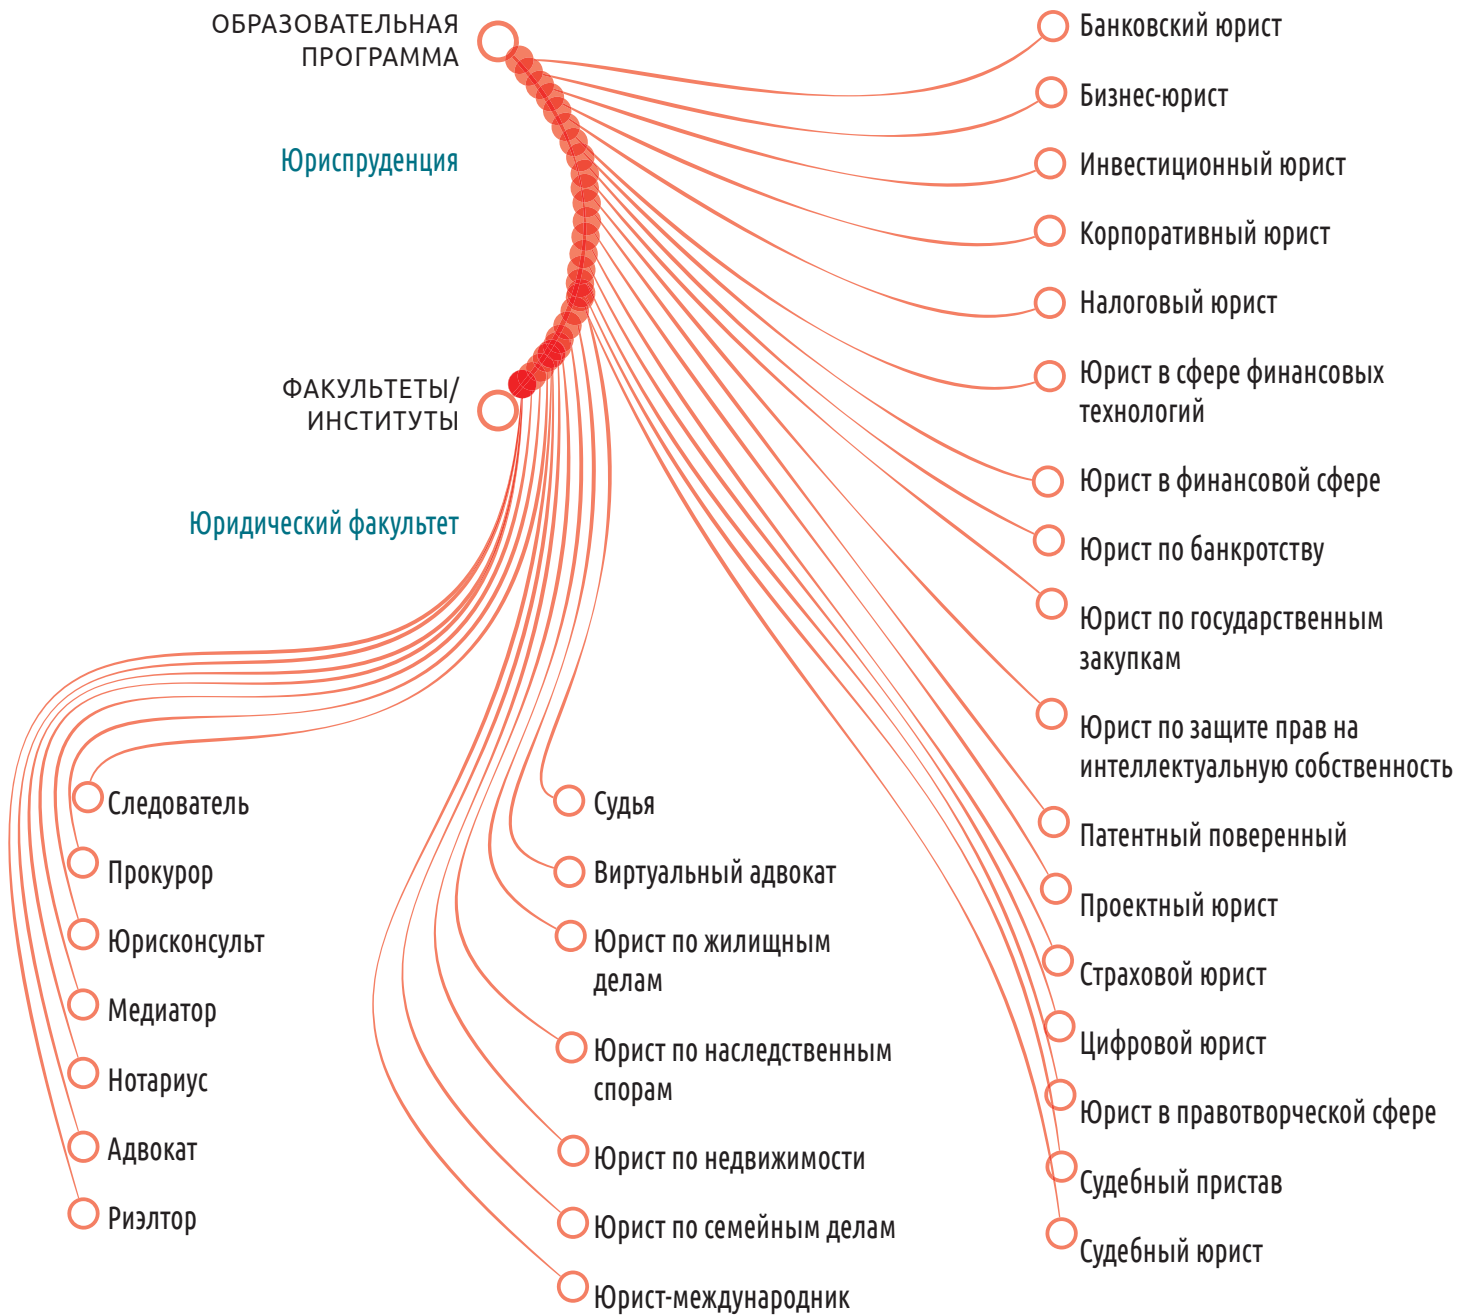 ОБРАЗОВАТЕЛЬНАЯ
ПРОГРАММА
Юриспруденция
ФАКУЛЬТЕТЫ/
ИНСТИТУТЫ
Юридический факультет
Следователь
Прокурор
Юрисконсульт
Медиатор
Нотариус
Адвокат
Риэлтор
Судья
Виртуальный адвокат
Юрист по жилищным
делам
Юрист по наследственным
спорам
Юрист по недвижимости
Юрист по семейным делам
Юрист-международник
Банковский юрист
Бизнес-юрист
Инвестиционный юрист
Корпоративный юрист
Налоговый юрист
Юрист в сфере финансовых
технологий
Юрист в финансовой сфере
Юрист по банкротству
Юрист по государственным
закупкам
Юрист по защите прав на
интеллектуальную собственность
Патентный поверенный
Проектный юрист
Страховой юрист
Цифровой юрист
Юрист в правотворческой сфере
Судебный пристав
Судебный юрист